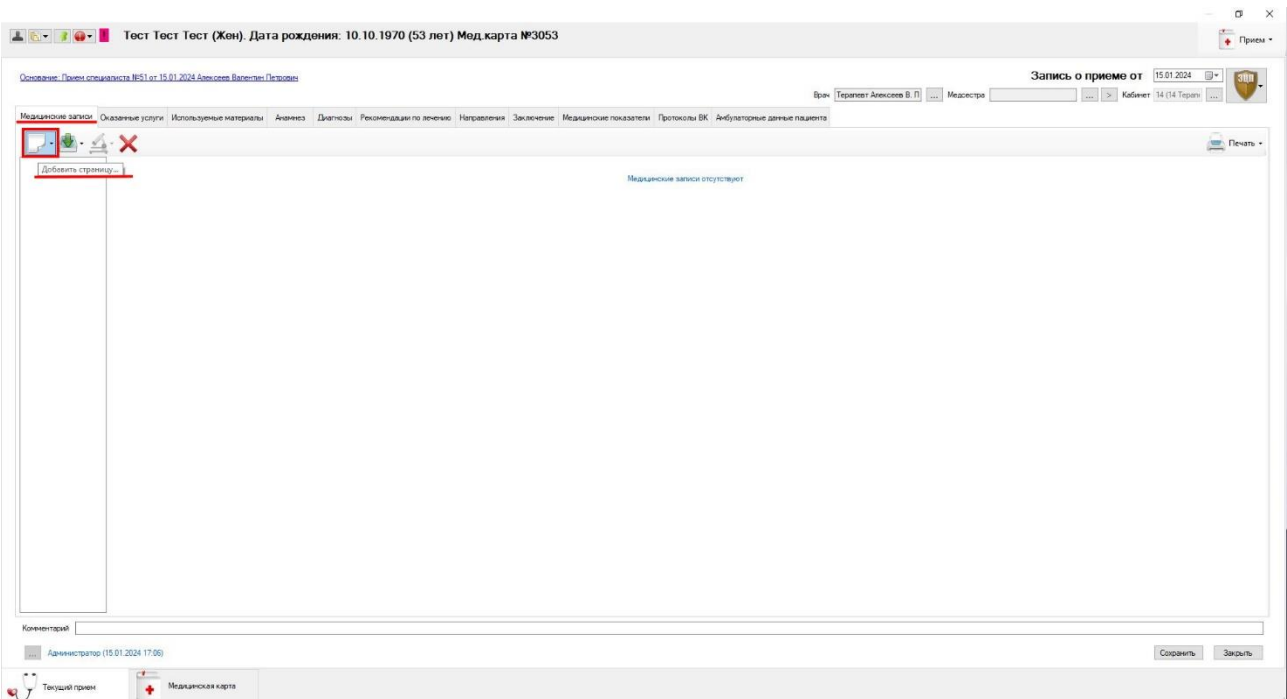 Тест Тест Тест (Жен). Дата рождения: 10.10.1970 (53 лет) Мед.карта №3053
Прием
Основание: Прием специалиста №51 от 15.01.2024 Алексеев Валентин Петрович
Запись о приеме от 15.01.2024
ЭЦП
Врач Терапевт Алексеев В. П ... Медсестра ... > Кабинет 14 (14 Терапе ...
Медицинские записи Оказанные услуги Используемые материалы Анамнез Диагнозы Рекомендации по лечению Направления Заключение Медицинские показатели Протоколы ВК Амбулаторные данные пациента
Печать
Добавить страницу...
Медицинские записи отсутствуют
Комментарий
... Администратор (15.01.2024 17:06)
Сохранить Закрыть
Текущий прием Медицинская карта